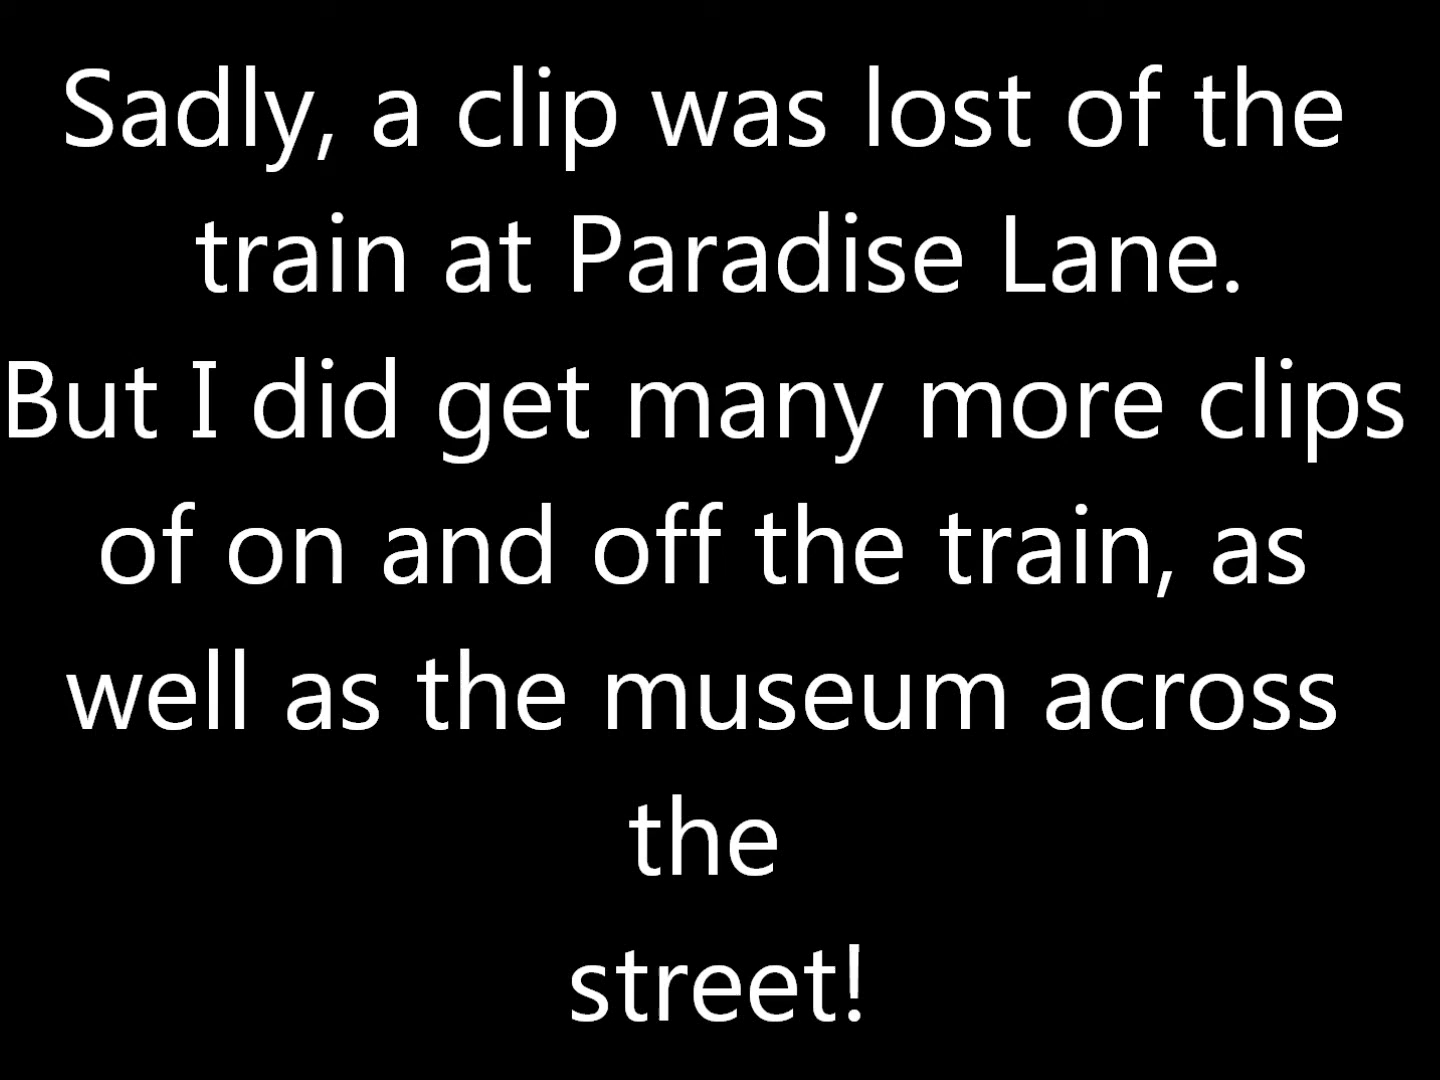 Sadly, a clip was lost of the
train at Paradise Lane.
But I did get many more clips
of on and off the train, as
well as the museum across
the
street!